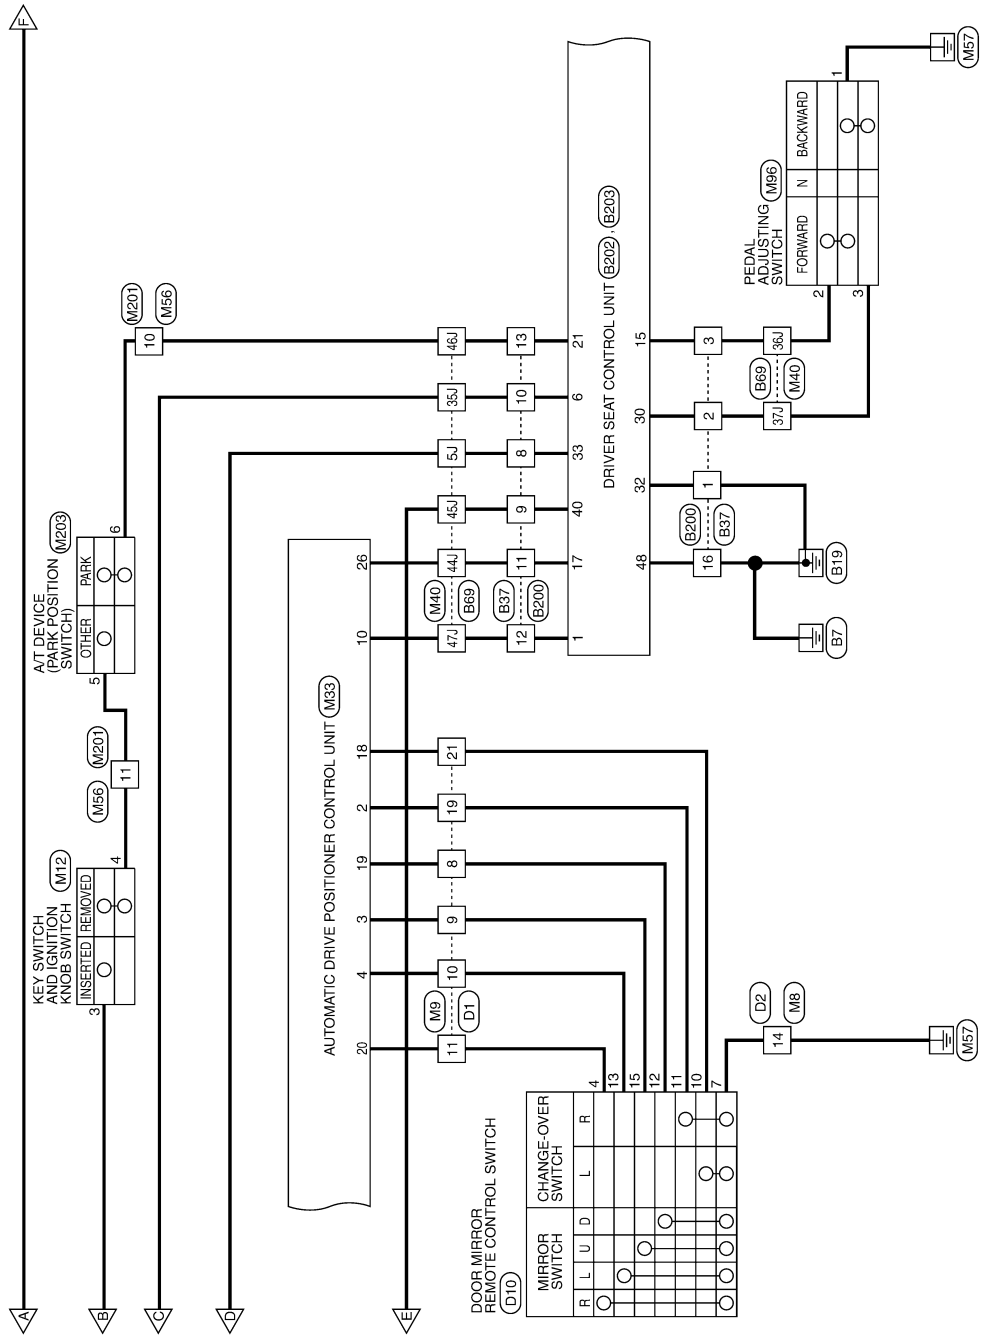 F
M57
1
BACKWARD
N
FORWARD
PEDAL
ADJUSTING
SWITCH
M96
2
3
DRIVER SEAT CONTROL UNIT B202 , B203
M201
M56
10
46J
13
21
15
3
36J
35J
10
6
B69
M40
5J
8
33
30
2
37J
45J
9
40
32
1
B200
B37
26
44J
11
17
48
16
B19
M40
B69
B37
B200
10
47J
12
1
B7
A/T DEVICE
(PARK POSITION
SWITCH)
M203
6
PARK
OTHER
5
M201
M56
11
KEY SWITCH
AND IGNITION
KNOB SWITCH
M12
4
REMOVED
INSERTED
3
AUTOMATIC DRIVE POSITIONER CONTROL UNIT M33
18
21
2
19
19
8
3
9
4
10
M9
D1
20
11
D2
M8
14
M57
4
13
15
12
11
10
7
DOOR MIRROR
REMOTE CONTROL SWITCH
D10
CHANGE-OVER
SWITCH
R
L
MIRROR
SWITCH
D
U
L
R
A
B
C
D
E